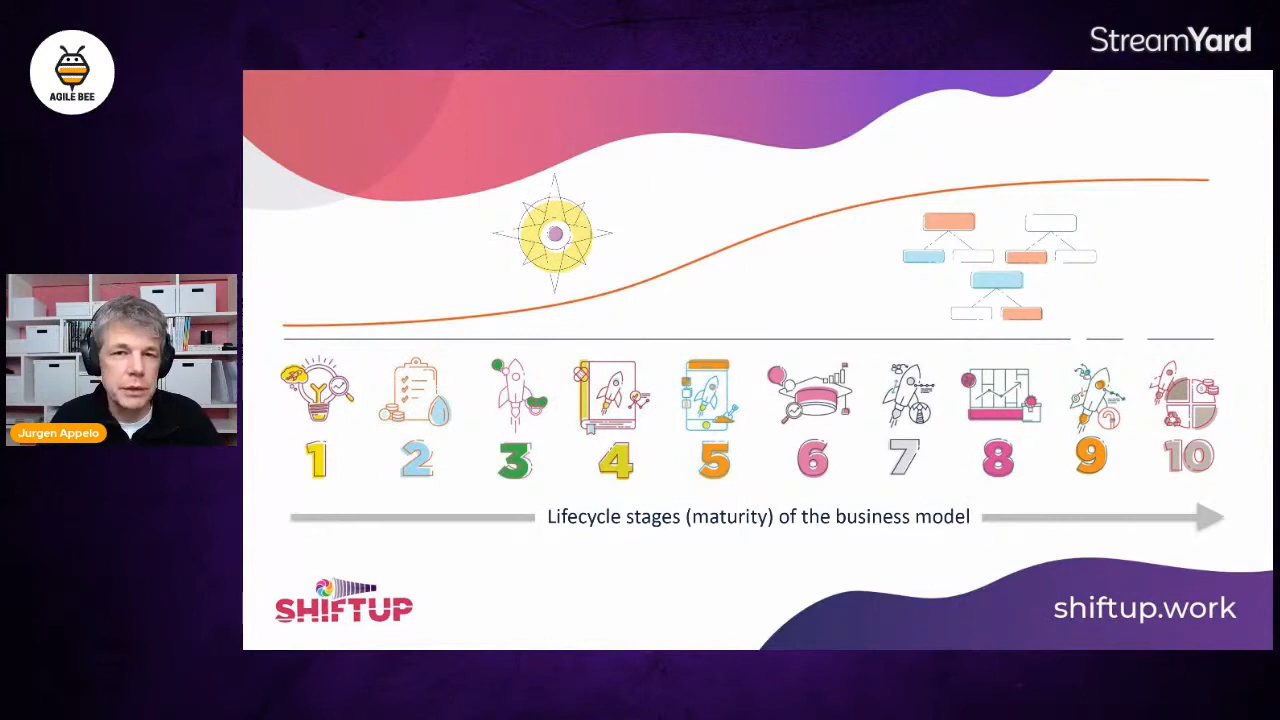 AGILE BEE
StreamYard
Jurgen Appelo
1 2 3 4 5 6 7 8 9 10
Lifecycle stages (maturity) of the business model
SHIFTUP
shiftup.work